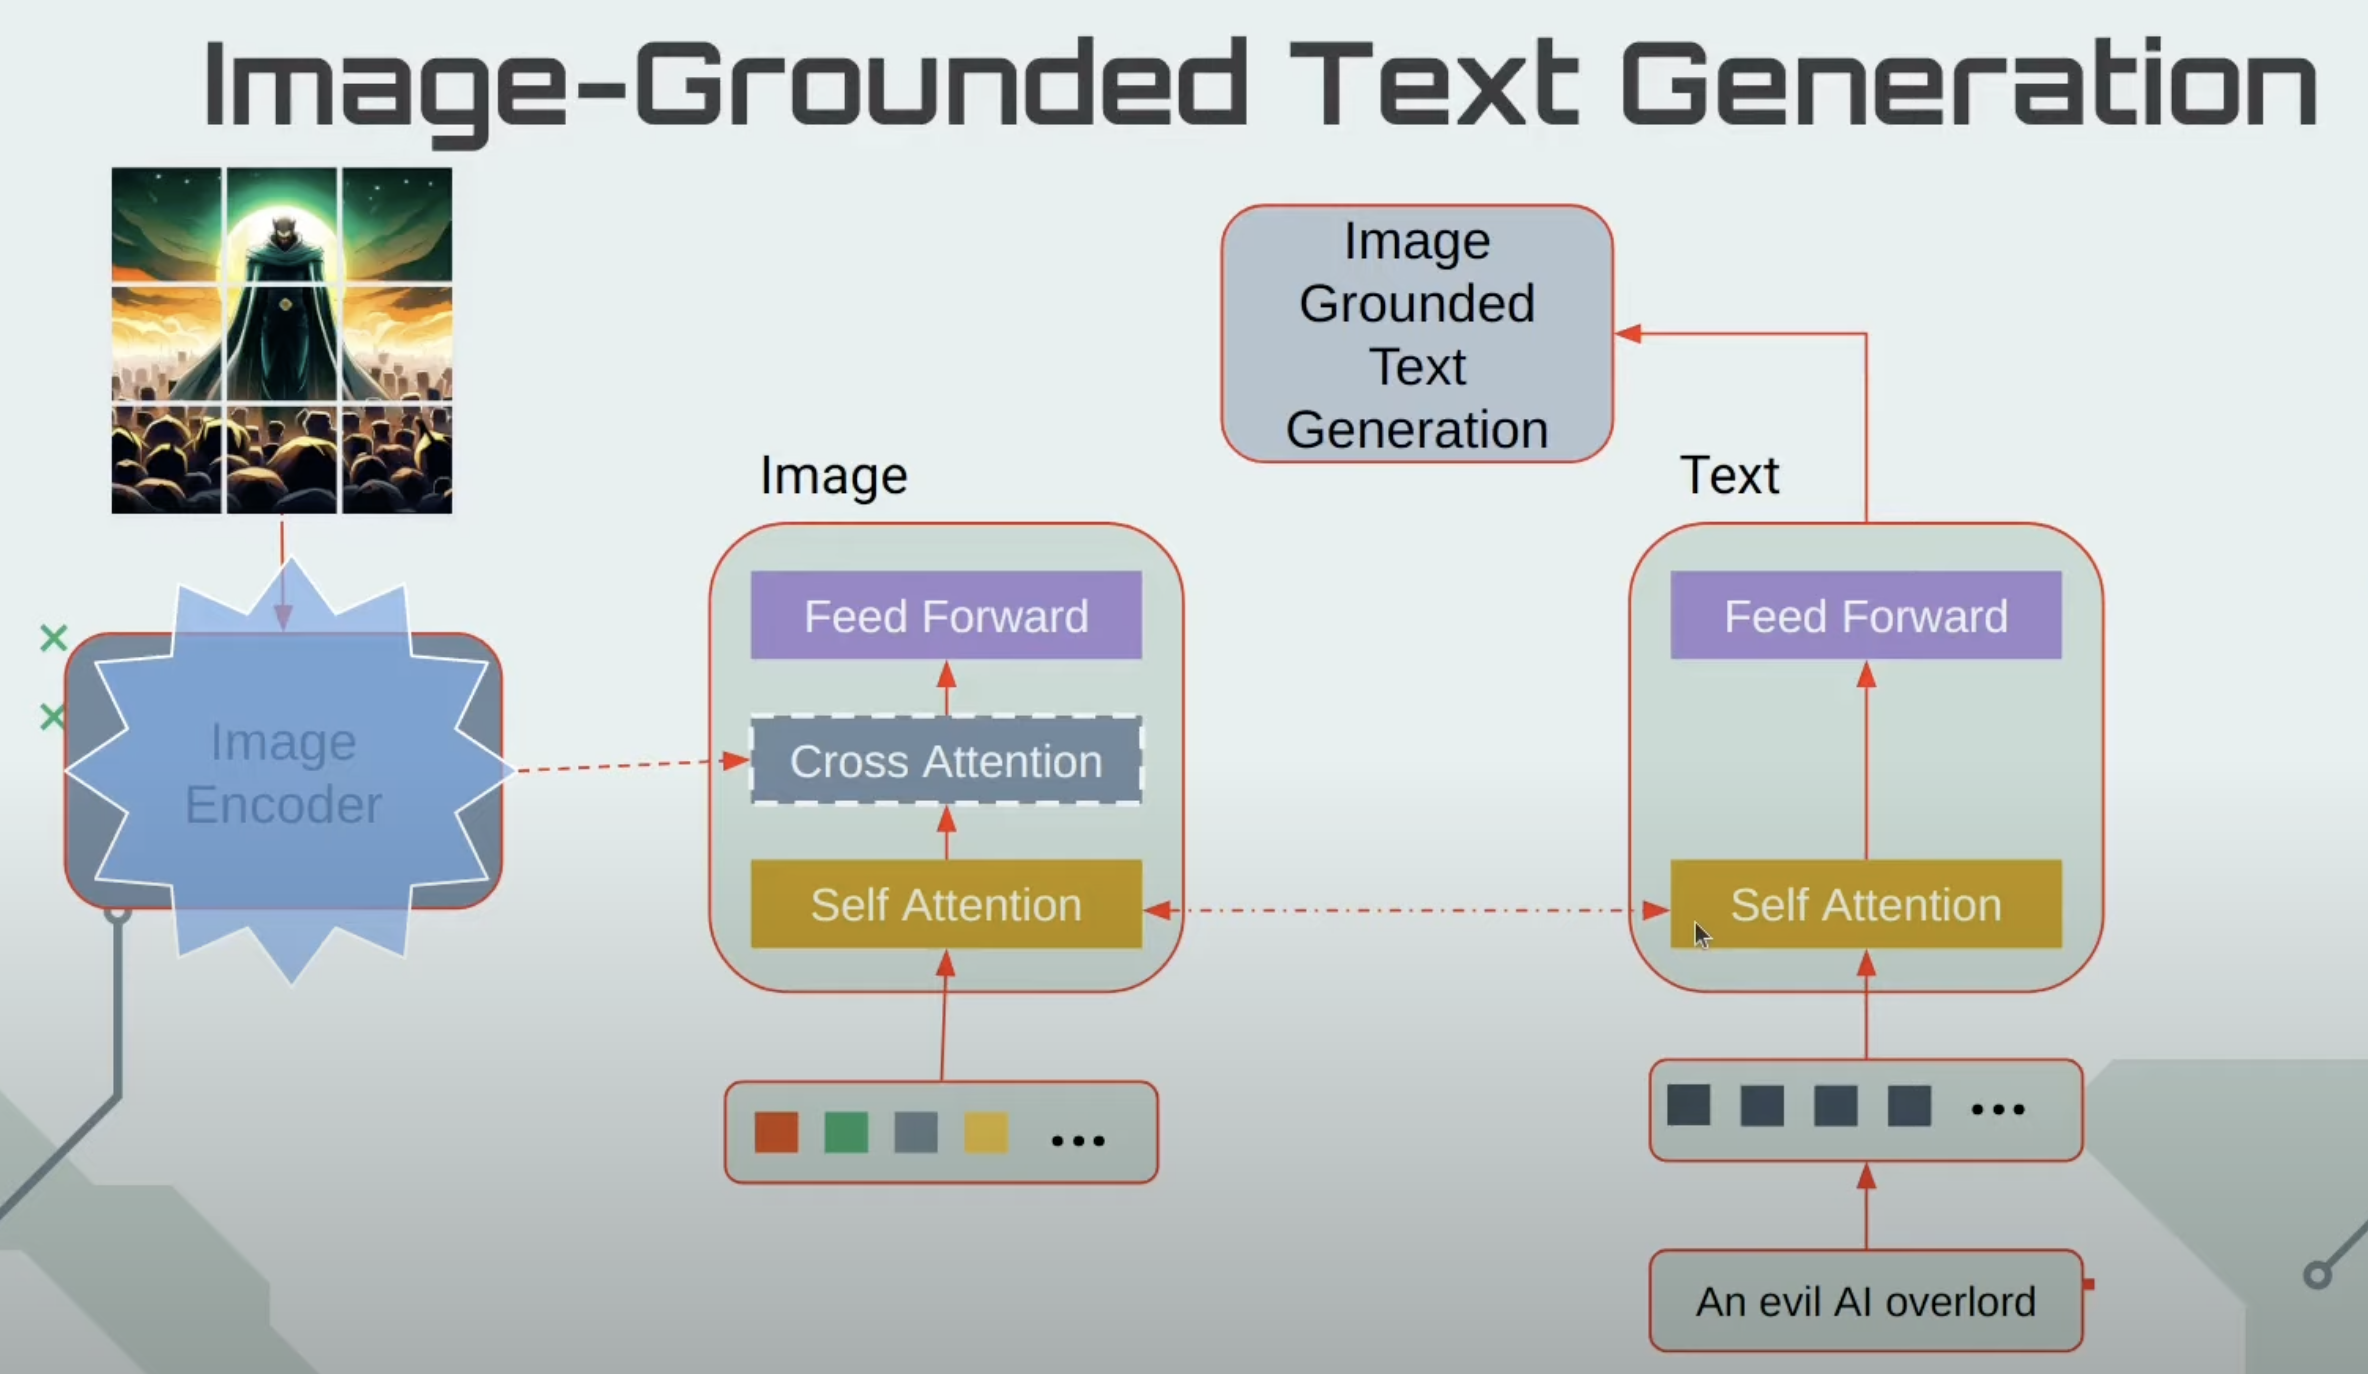 Image-Grounded Text Generation
Image
Grounded
Text
Generation
Image
Text
Feed Forward
Feed Forward
Image
Encoder
Cross Attention
Self Attention
Self Attention
...
...
An evil AI overlord